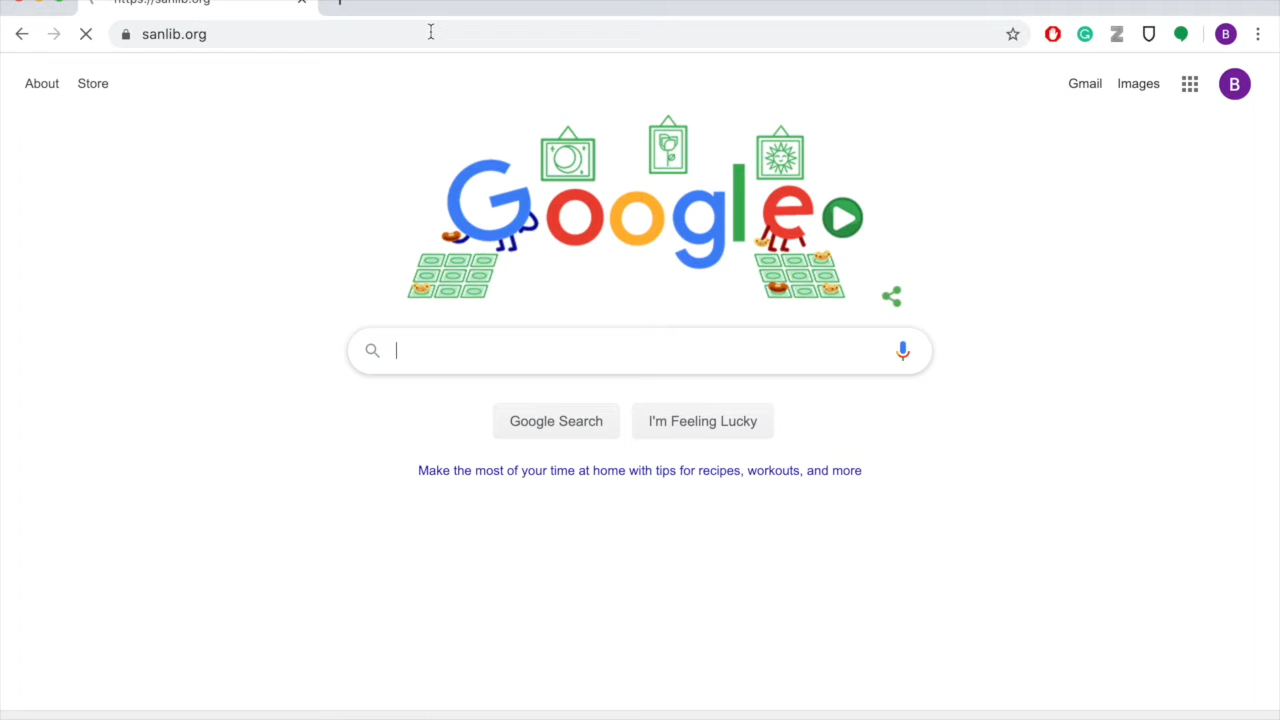 https://sanlib.org
sanlib.org
B
About
Store
Gmail
Images
B
Google
Google Search
I'm Feeling Lucky
Make the most of your time at home with tips for recipes, workouts, and more